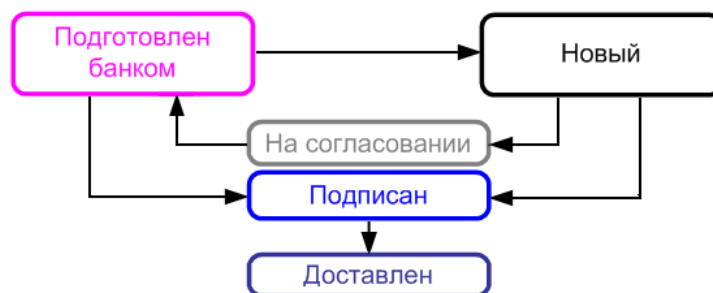 Подготовлен
банком
Новый
На согласовании
Подписан
Доставлен